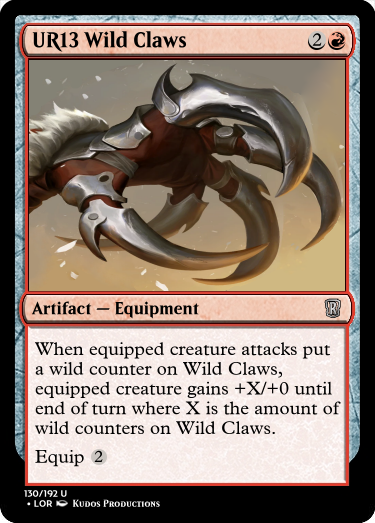 UR13 Wild Claws 2
Artifact — Equipment
When equipped creature attacks put
a wild counter on Wild Claws,
equipped creature gains +X/+0 until
end of turn where X is the amount of
wild counters on Wild Claws.
Equip 2
130/192 U
• LOR Kudos Productions